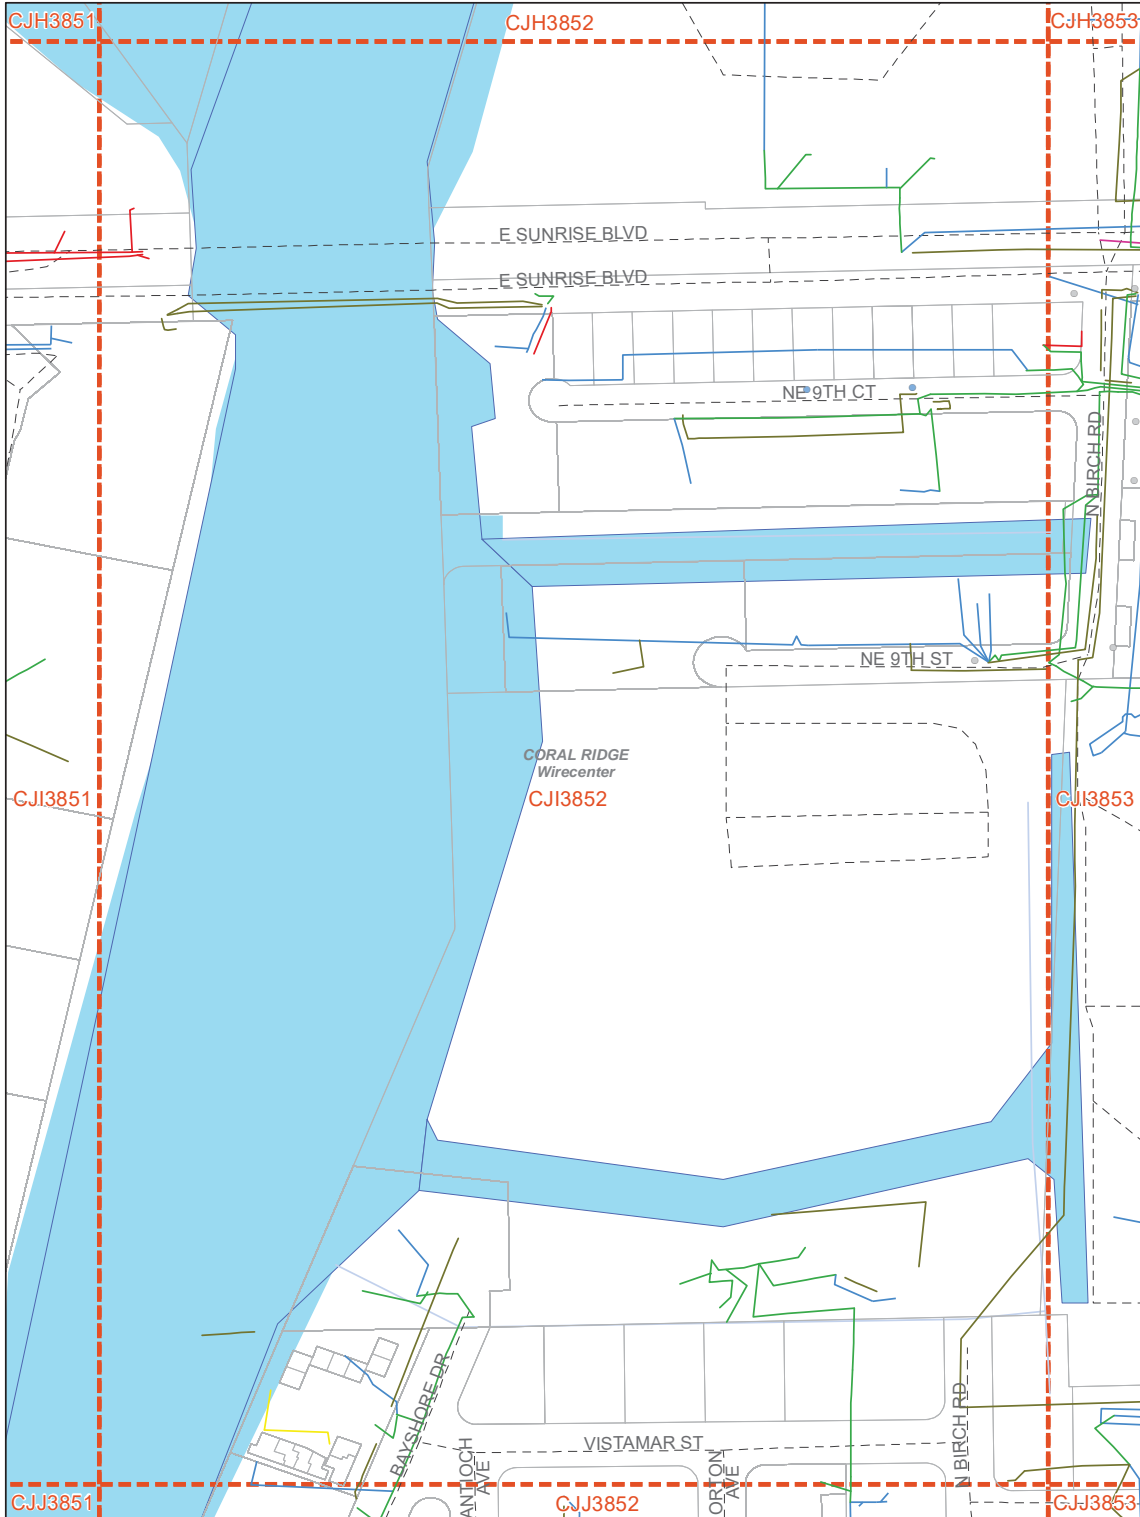 CJH3851
CJH3852
CJH3853
E SUNRISE BLVD
E SUNRISE BLVD
NE 9TH CT
N BIRCH RD
NE 9TH ST
CORAL RIDGE
Wirecenter
CJI3851
CJI3852
CJI3853
BAYSHORE DR
N BIRCH RD
VISTAMAR ST
ANTIOCH
AVE
ORTON
AVE
CJJ3851
CJJ3852
CJJ3853